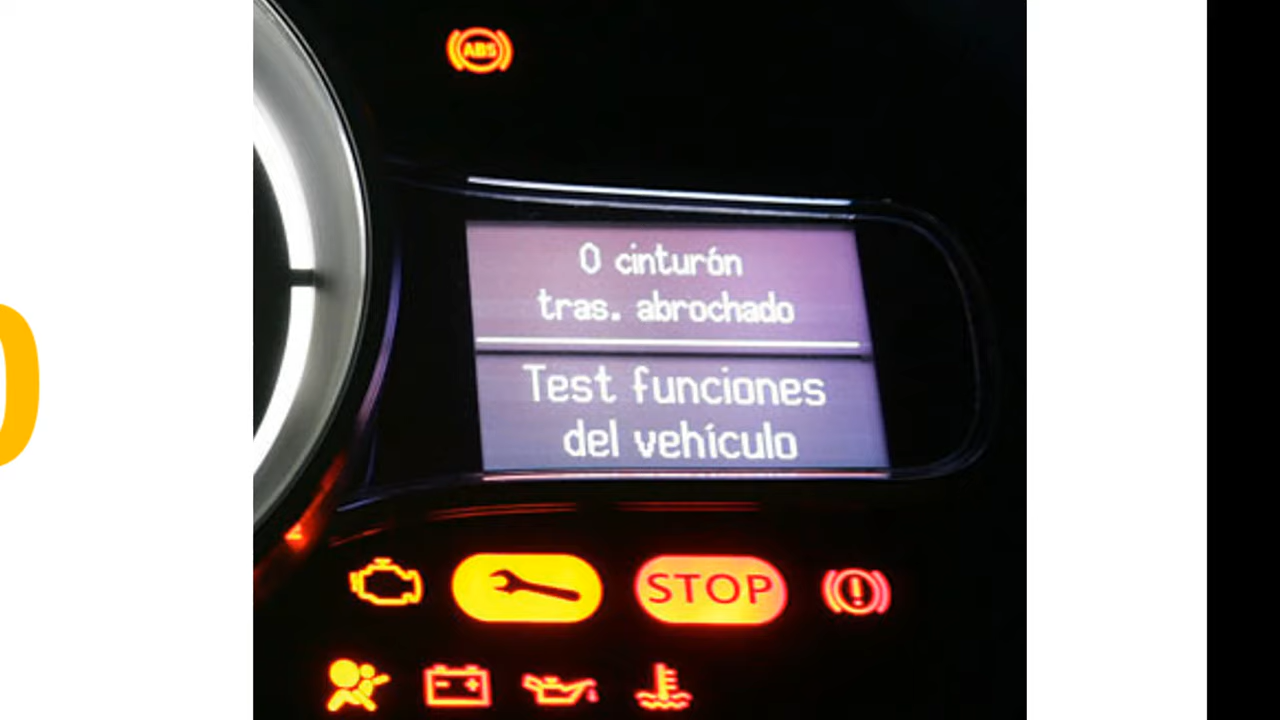 ABS
0 cinturón
tras. abrochado
Test funciones
del vehículo
STOP